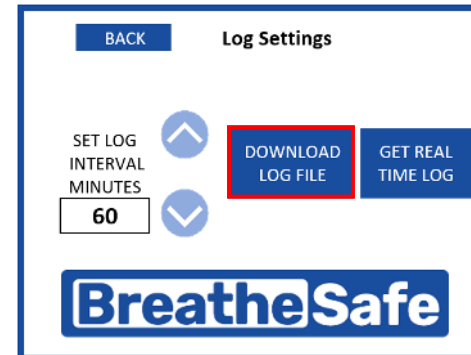 BACK
Log Settings
SET LOG
INTERVAL
MINUTES
60
DOWNLOAD
LOG FILE
GET REAL
TIME LOG
BreatheSafe